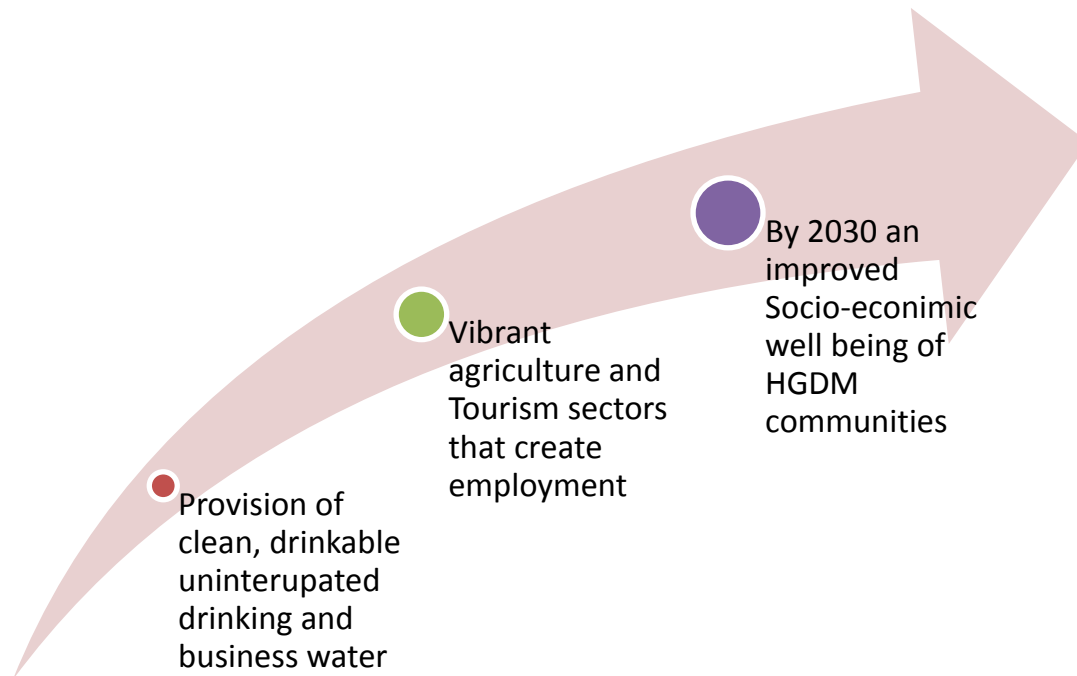 Provision of
clean, drinkable
uninterupated
drinking and
business water
Vibrant
agriculture and
Tourism sectors
that create
employment
By 2030 an
improved
Socio-econimic
well being of
HGDM
communities